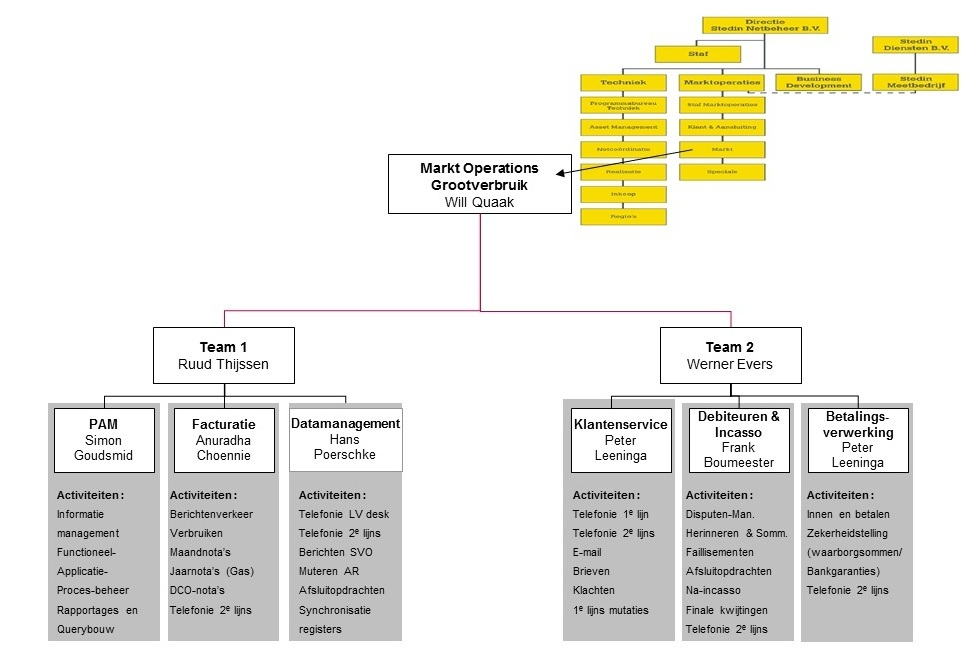 Directie
Stedin Netbeheer B.V.
Stedin
Diensten B.V.
Staf
Techniek
Marktoperaties
Business
Development
Stedin
Meetbedrijf
Programmabureau
Techniek
Asset Management
Netcoördinatie
Realisatie
Inkoop
Regio's
Staf Marktoperaties
Klant & Aansluiting
Markt
Speciale
Markt Operations
Grootverbruik
Will Quaak
Team 1
Ruud Thijssen
Team 2
Werner Evers
PAM
Simon
Goudsmid
Activiteiten:
Informatie
management
Functioneel-
Applicatie-
Proces-beheer
Rapportages en
Querybouw
Facturatie
Anuradha
Choennie
Activiteiten:
Berichtenverkeer
Verbruiken
Maandnota's
Jaarnota's (Gas)
DCO-nota's
Telefonie 2e lijns
Datamanagement
Hans
Poerschke
Activiteiten:
Telefonie LV desk
Telefonie 2e lijns
Berichten SVO
Muteren AR
Afsluitopdrachten
Synchronisatie
registers
Klantenservice
Peter
Leeninga
Activiteiten:
Telefonie 1e lijn
Telefonie 2e lijns
E-mail
Brieven
Klachten
1e lijns mutaties
Debiteuren &
Incasso
Frank
Boumeester
Activiteiten:
Disputen-Man.
Herinneren & Somm.
Faillisementen
Afsluitopdrachten
Na-incasso
Finale kwijtingen
Telefonie 2e lijns
Betalings-
verwerking
Peter
Leeninga
Activiteiten:
Innen en betalen
Zekerheidstelling
(waarborgsommen/
Bankgaranties)
Telefonie 2e lijns